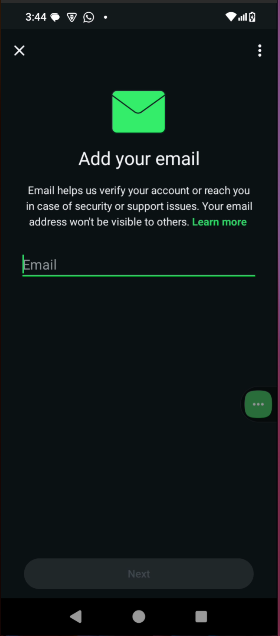 3:44
Add your email
Email helps us verify your account or reach you
in case of security or support issues. Your email
address won't be visible to others. Learn more
Email
Next